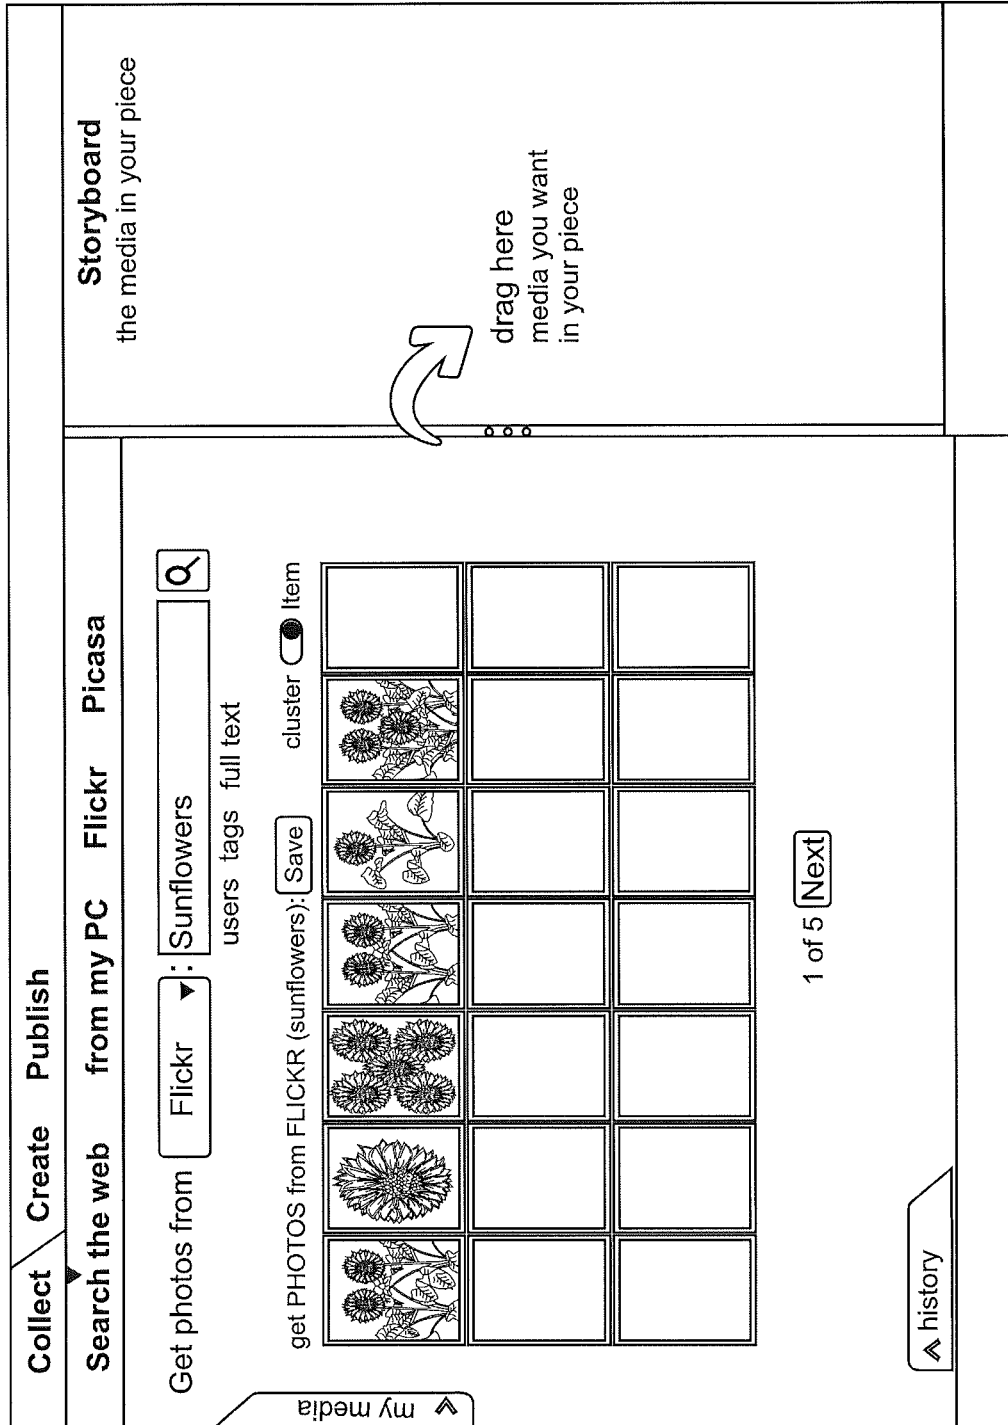 Collect Create Publish
Search the web from my PC Flickr Picasa
Get photos from Flickr : Sunflowers
users tags full text
get PHOTOS from FLICKR (sunflowers): Save cluster Item
1 of 5 Next
my media
history
Storyboard
the media in your piece
drag here
media you want
in your piece